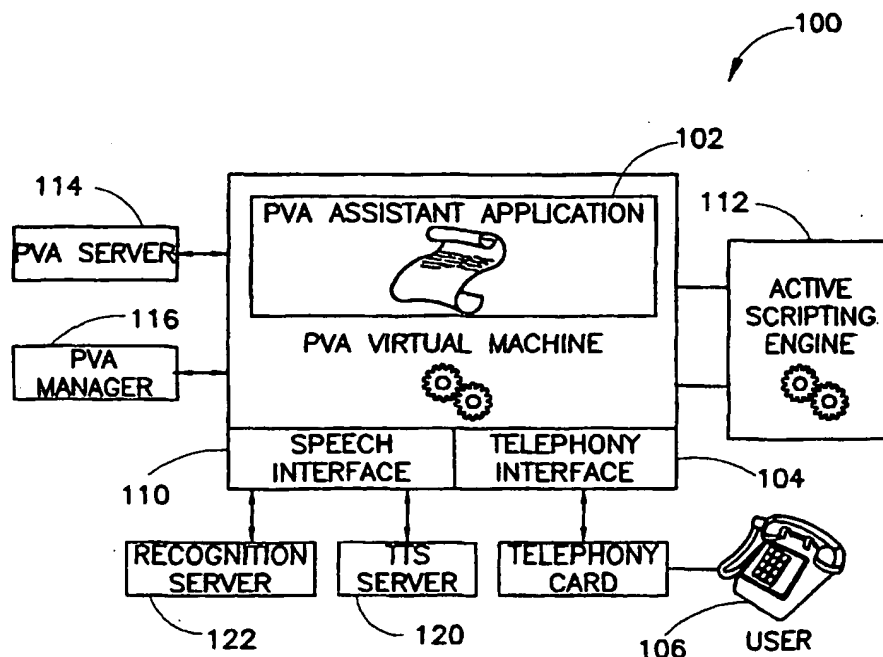 100
102
114
PVA ASSISTANT APPLICATION
112
PVA SERVER
116
ACTIVE
SCRIPTING
ENGINE
PVA VIRTUAL MACHINE
PVA
MANAGER
SPEECH
INTERFACE
TELEPHONY
INTERFACE
110
104
RECOGNITION
SERVER
TTS
SERVER
TELEPHONY
CARD
122
120
106
USER